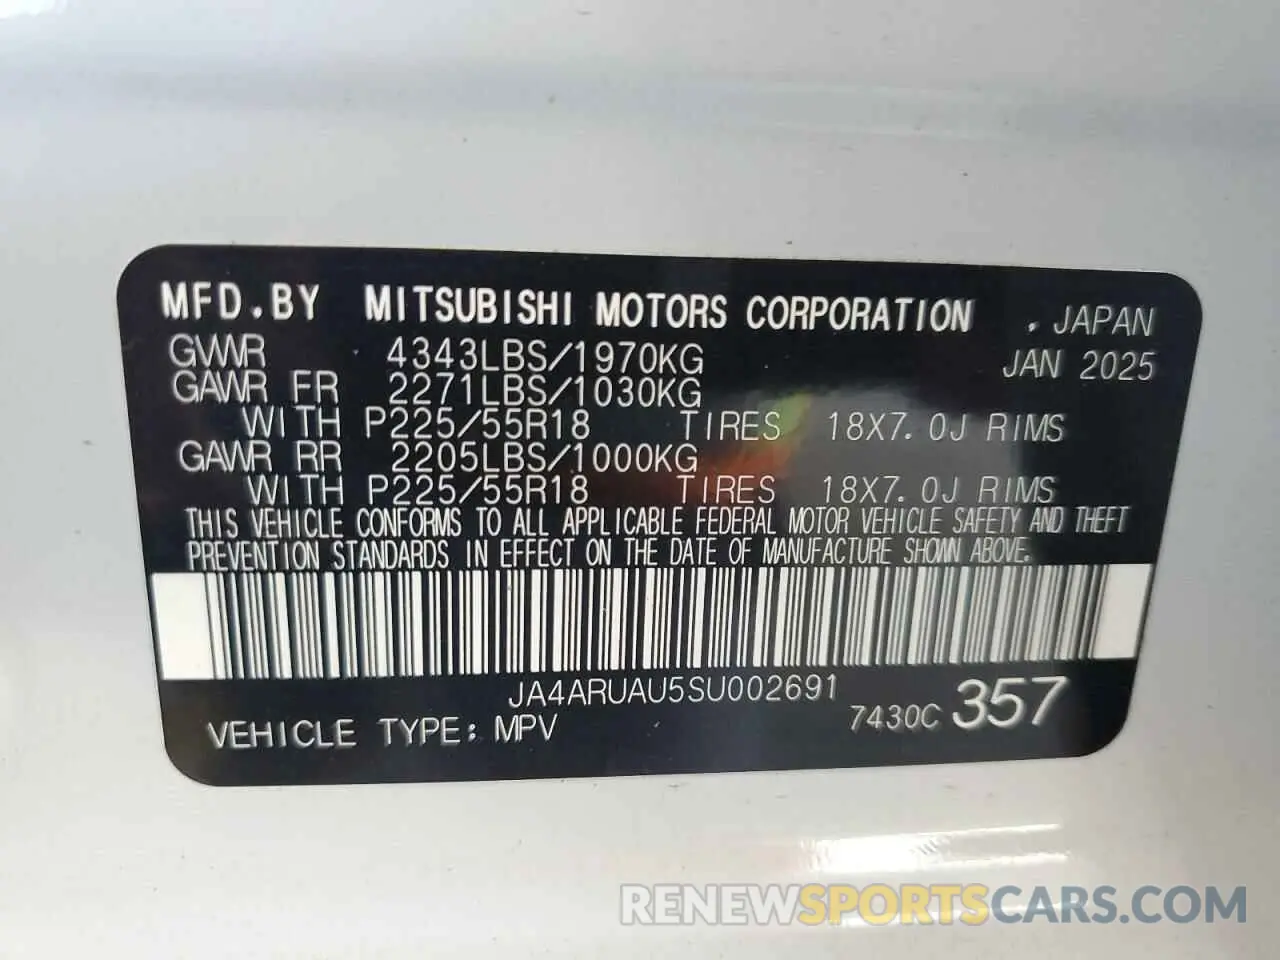 MFD.BY MITSUBISHI MOTORS CORPORATION , JAPAN
GVWR 4343LBS/1970KG JAN 2025
GAWR FR 2271LBS/1030KG
WITH P225/55R18 TIRES 18X7.0J RIMS
GAWR RR 2205LBS/1000KG
WITH P225/55R18 TIRES 18X7.0J RIMS
THIS VEHICLE CONFORMS TO ALL APPLICABLE FEDERAL MOTOR VEHICLE SAFETY AND THEFT
PREVENTION STANDARDS IN EFFECT ON THE DATE OF MANUFACTURE SHOWN ABOVE.
JA4ARUAU5SU002691
VEHICLE TYPE: MPV 7430C 357
RENEWSPORTSCARS.COM